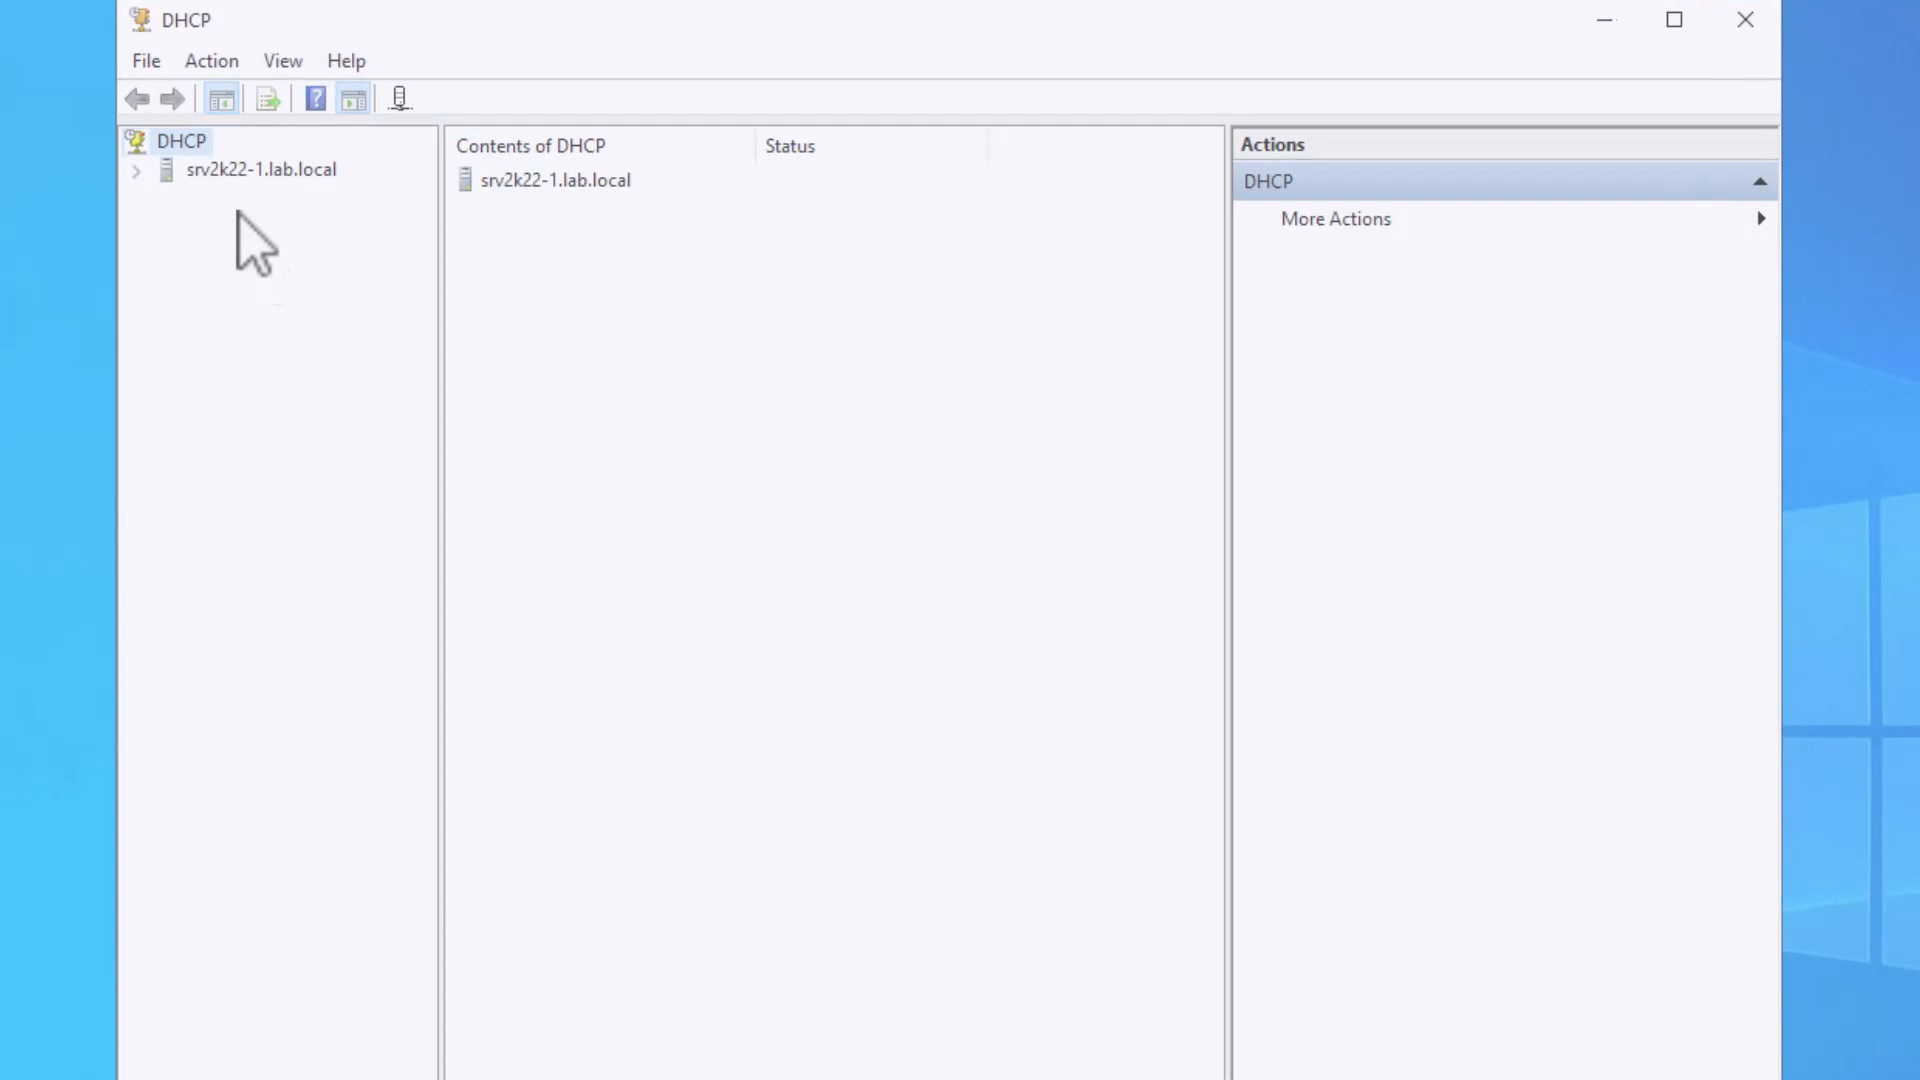 DHCP
File Action View Help
DHCP
srv2k22-1.lab.local
Contents of DHCP Status
srv2k22-1.lab.local
Actions
DHCP
More Actions